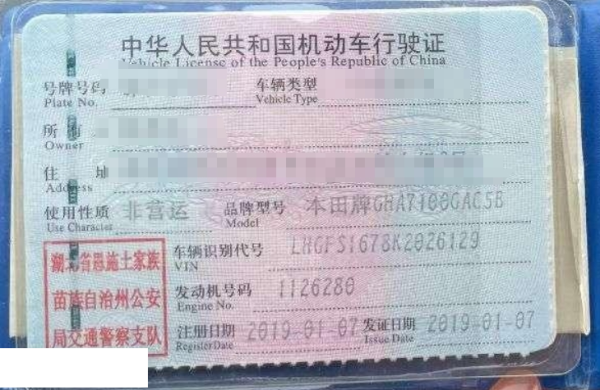 中华人民共和国机动车行驶证
Vehicle License of the People's Republic of China
号牌号码
Plate No.
车辆类型
Vehicle Type
所
Owner
住 址
Address
使用性质 非营运
Use Character
品牌型号 本田牌GHA7100GAC5B
Model
湖北省恩施土家族
苗族自治州公安
局交通警察支队
车辆识别代号 LHGFS1678K2026129
VIN
发动机号码 1126280
Engine No.
注册日期 2019-01-07 发证日期 2019-01-07
Register Date Issue Date